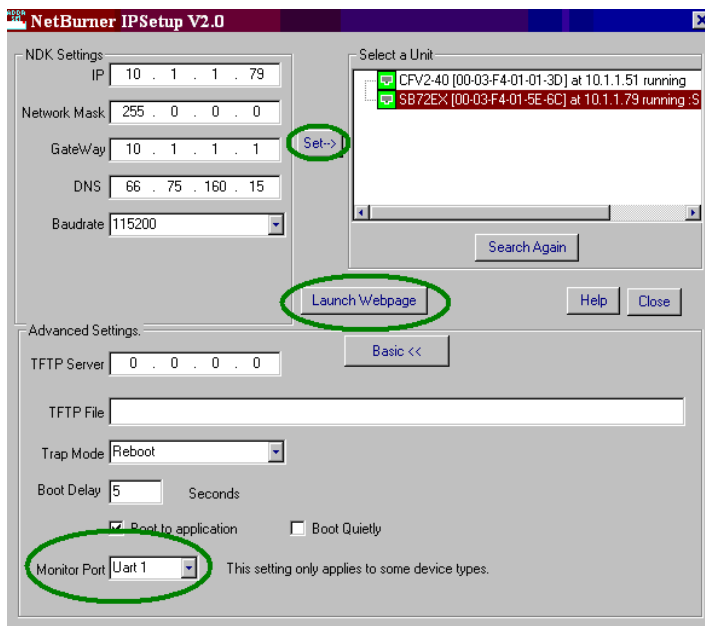 NetBurner IPSetup V2.0
NDK Settings
IP 10 . 1 . 1 . 79
Network Mask 255 . 0 . 0 . 0
GateWay 10 . 1 . 1 . 1
DNS 66 . 75 . 160 . 15
Baudrate 115200
Set-->
Select a Unit
CFV2-40 [00-03-F4-01-01-3D] at 10.1.1.51 running
SB72EX [00-03-F4-01-5E-6C] at 10.1.1.79 running :S
Search Again
Launch Webpage
Help
Close
Advanced Settings.
Basic <<
TFTP Server 0 . 0 . 0 . 0
TFTP File
Trap Mode Reboot
Boot Delay 5 Seconds
Boot to application
Boot Quietly
Monitor Port Uart 1
This setting only applies to some device types.